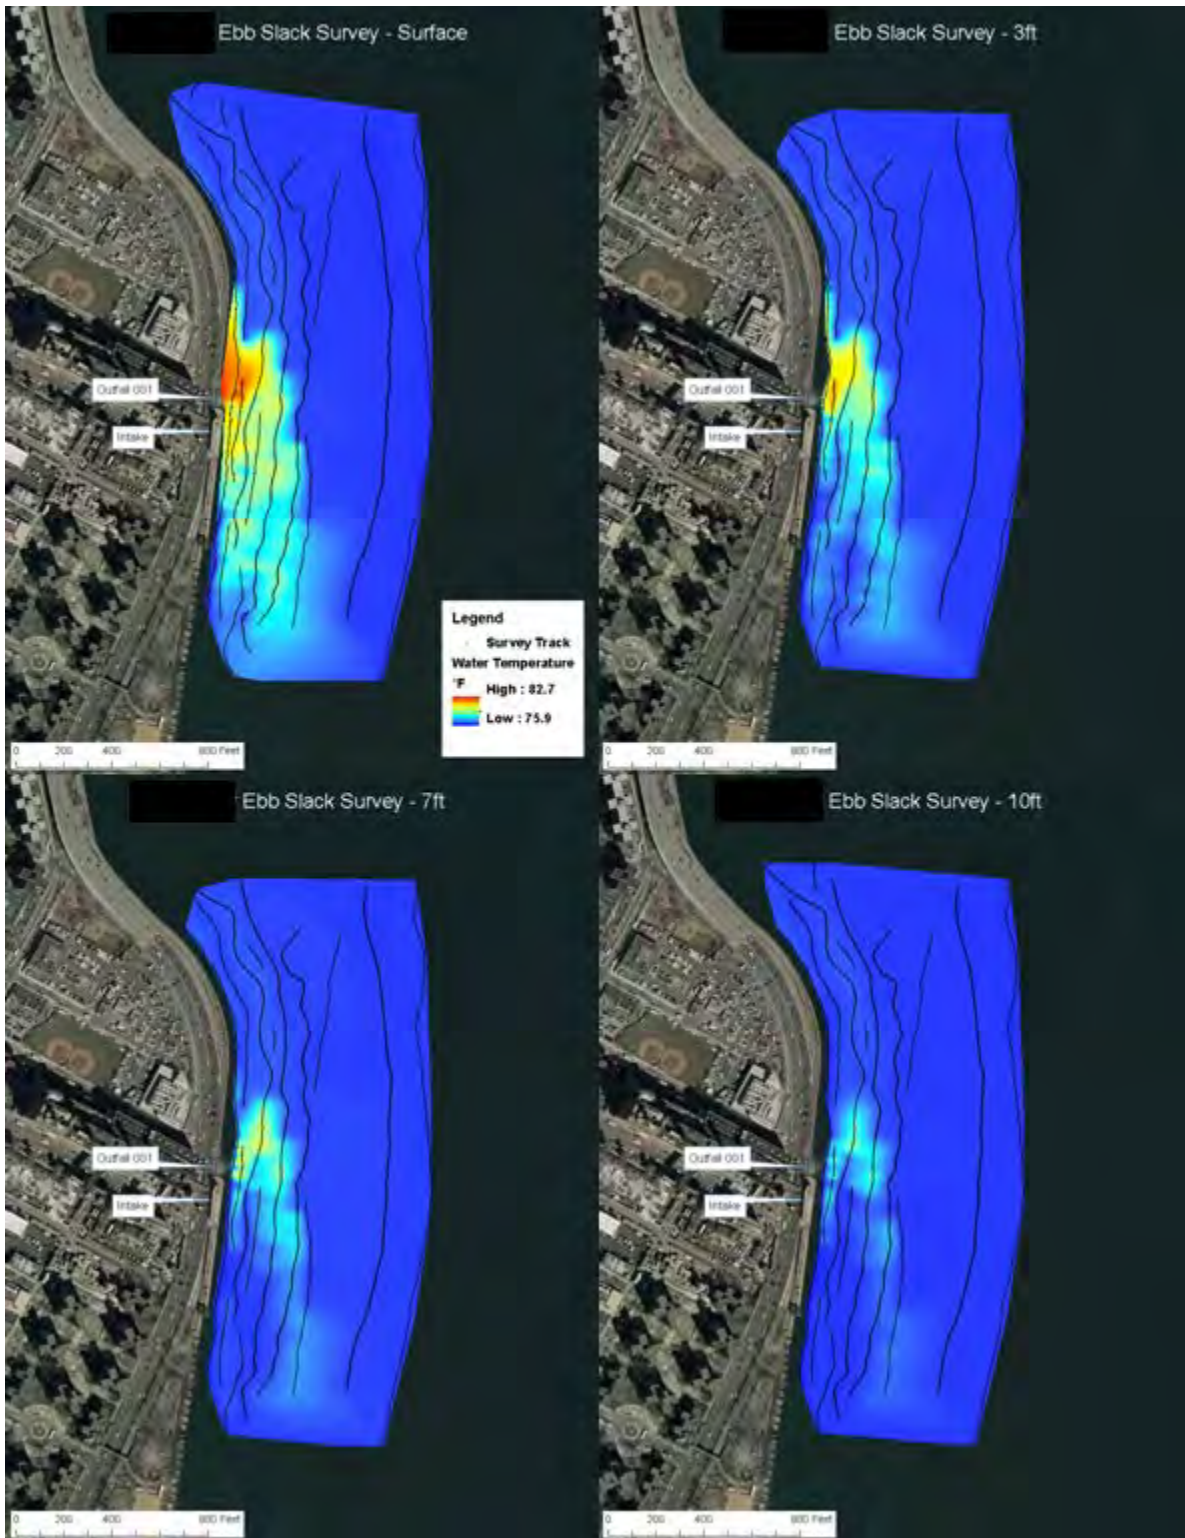 Ebb Slack Survey - Surface
Ebb Slack Survey - 3ft
Outfall 001
Intake
Outfall 001
Intake
Legend
Survey Track
Water Temperature
°F High : 82.7
Low : 75.9
0 200 400 800 Feet
0 200 400 800 Feet
Ebb Slack Survey - 7ft
Ebb Slack Survey - 10ft
Outfall 001
Intake
Outfall 001
Intake
0 200 400 800 Feet
0 200 400 800 Feet